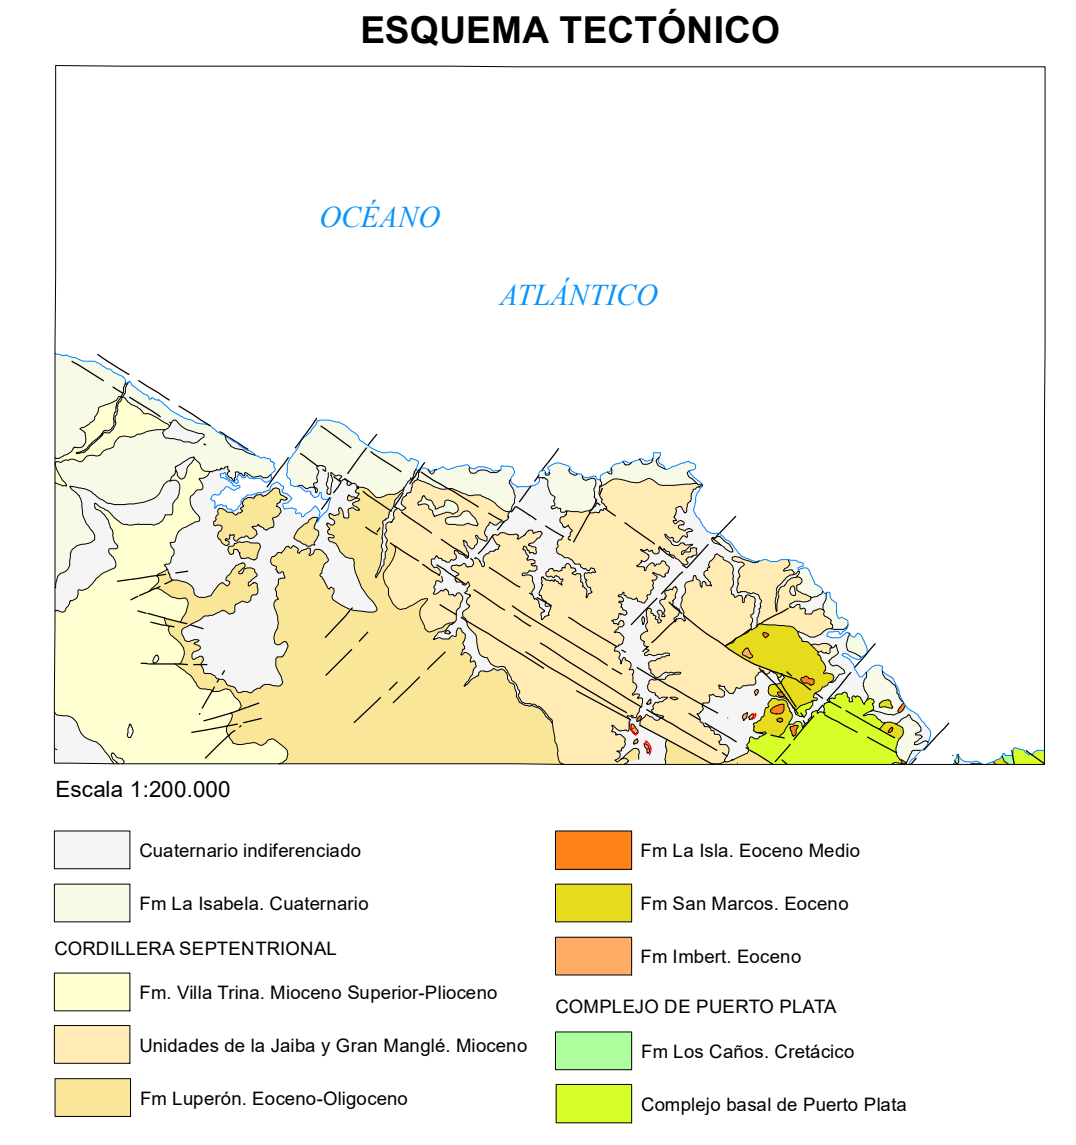 ESQUEMA TECTÓNICO
OCÉANO
ATLÁNTICO
Escala 1:200.000
Cuaternario indiferenciado
Fm La Isabela. Cuaternario
CORDILLERA SEPTENTRIONAL
Fm. Villa Trina. Mioceno Superior-Plioceno
Unidades de la Jaiba y Gran Manglé. Mioceno
Fm Luperón. Eoceno-Oligoceno
Fm La Isla. Eoceno Medio
Fm San Marcos. Eoceno
Fm Imbert. Eoceno
COMPLEJO DE PUERTO PLATA
Fm Los Caños. Cretácico
Complejo basal de Puerto Plata